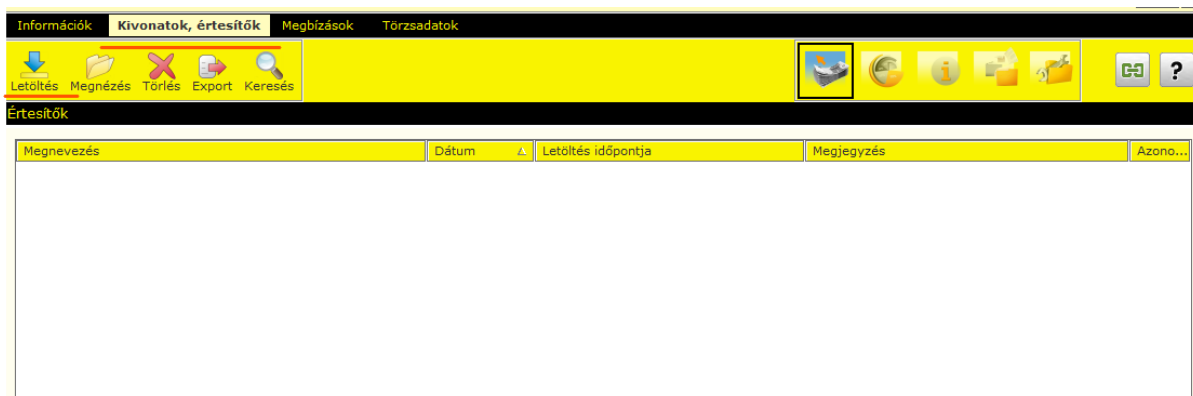 Információk Kivonatok, értesítők Megbízások Törzsadatok
Letöltés Megnézés Törlés Export Keresés ?
Értesítők
Megnevezés Dátum Letöltés időpontja Megjegyzés Azono...